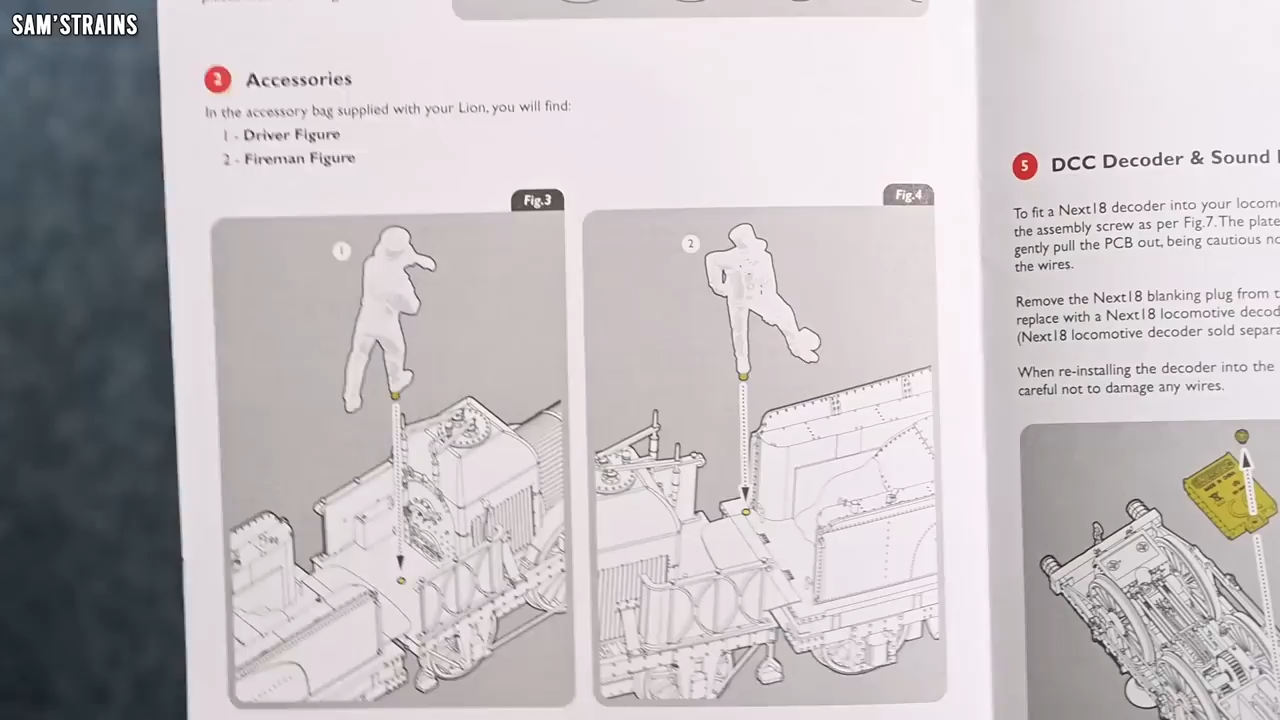 SAM'STRAINS
2 Accessories
In the accessory bag supplied with your Lion, you will find:
1 - Driver Figure
2 - Fireman Figure
Fig.3
Fig.4
1
2
5 DCC Decoder & Sound
To fit a Next18 decoder into your
the assembly screw as per Fig.7. The plate
gently pull the PCB out, being cautious
the wires.
Remove the Next18 blanking plug from
replace with a Next18 locomotive
(Next18 locomotive decoder sold
When re-installing the decoder into the
careful not to damage any wires.